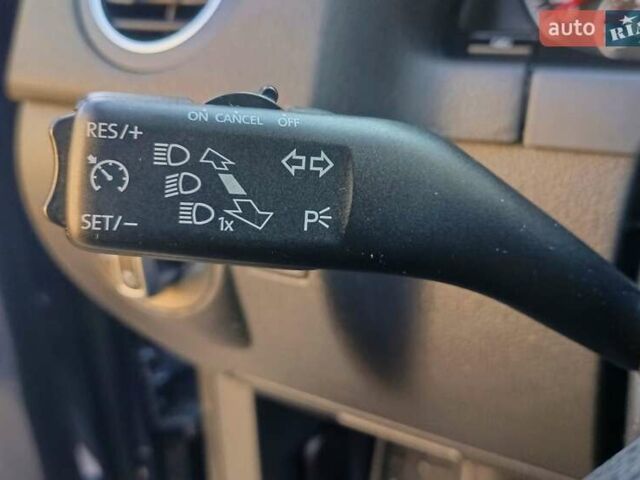 auto RIA
ON CANCEL OFF
RES/+
SET/-
1x
P